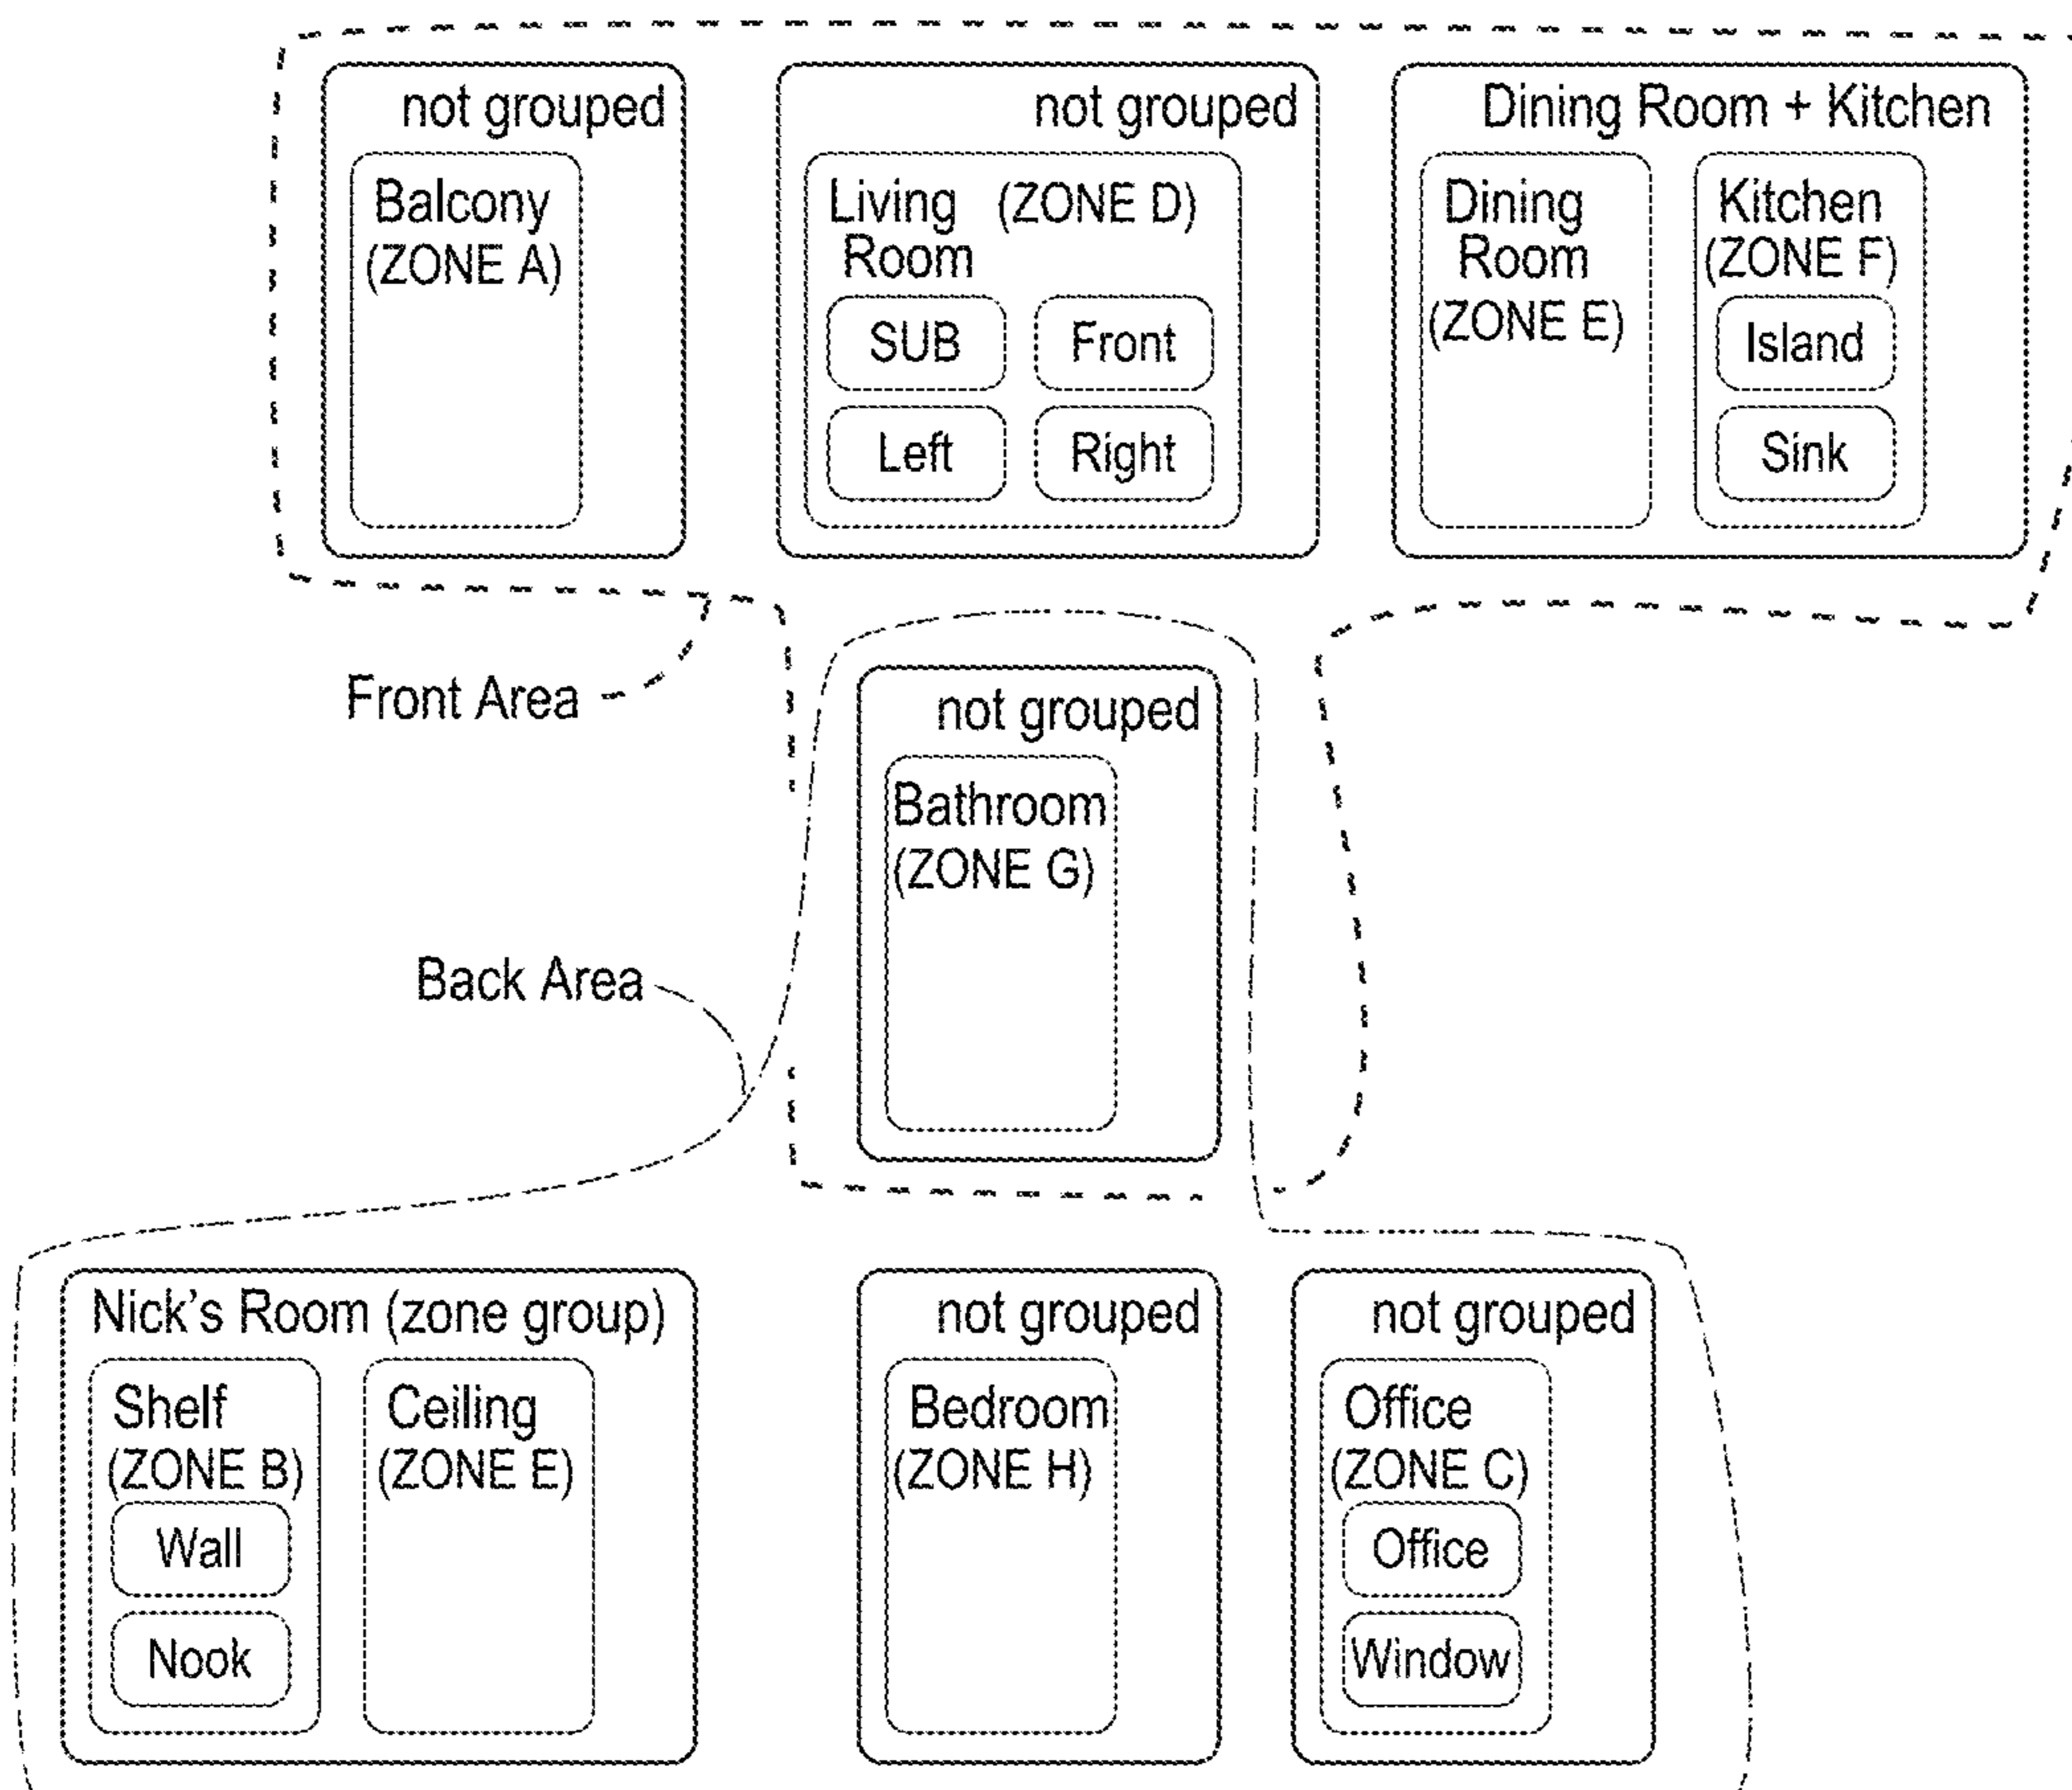 not grouped
Balcony
(ZONE A)
not grouped
Living (ZONE D)
Room
SUB
Front
Left
Right
Dining Room + Kitchen
Dining
Room
(ZONE E)
Kitchen
(ZONE F)
Island
Sink
Front Area
not grouped
Bathroom
(ZONE G)
Back Area
Nick's Room (zone group)
Shelf
(ZONE B)
Wall
Nook
Ceiling
(ZONE E)
not grouped
Bedroom
(ZONE H)
not grouped
Office
(ZONE C)
Office
Window